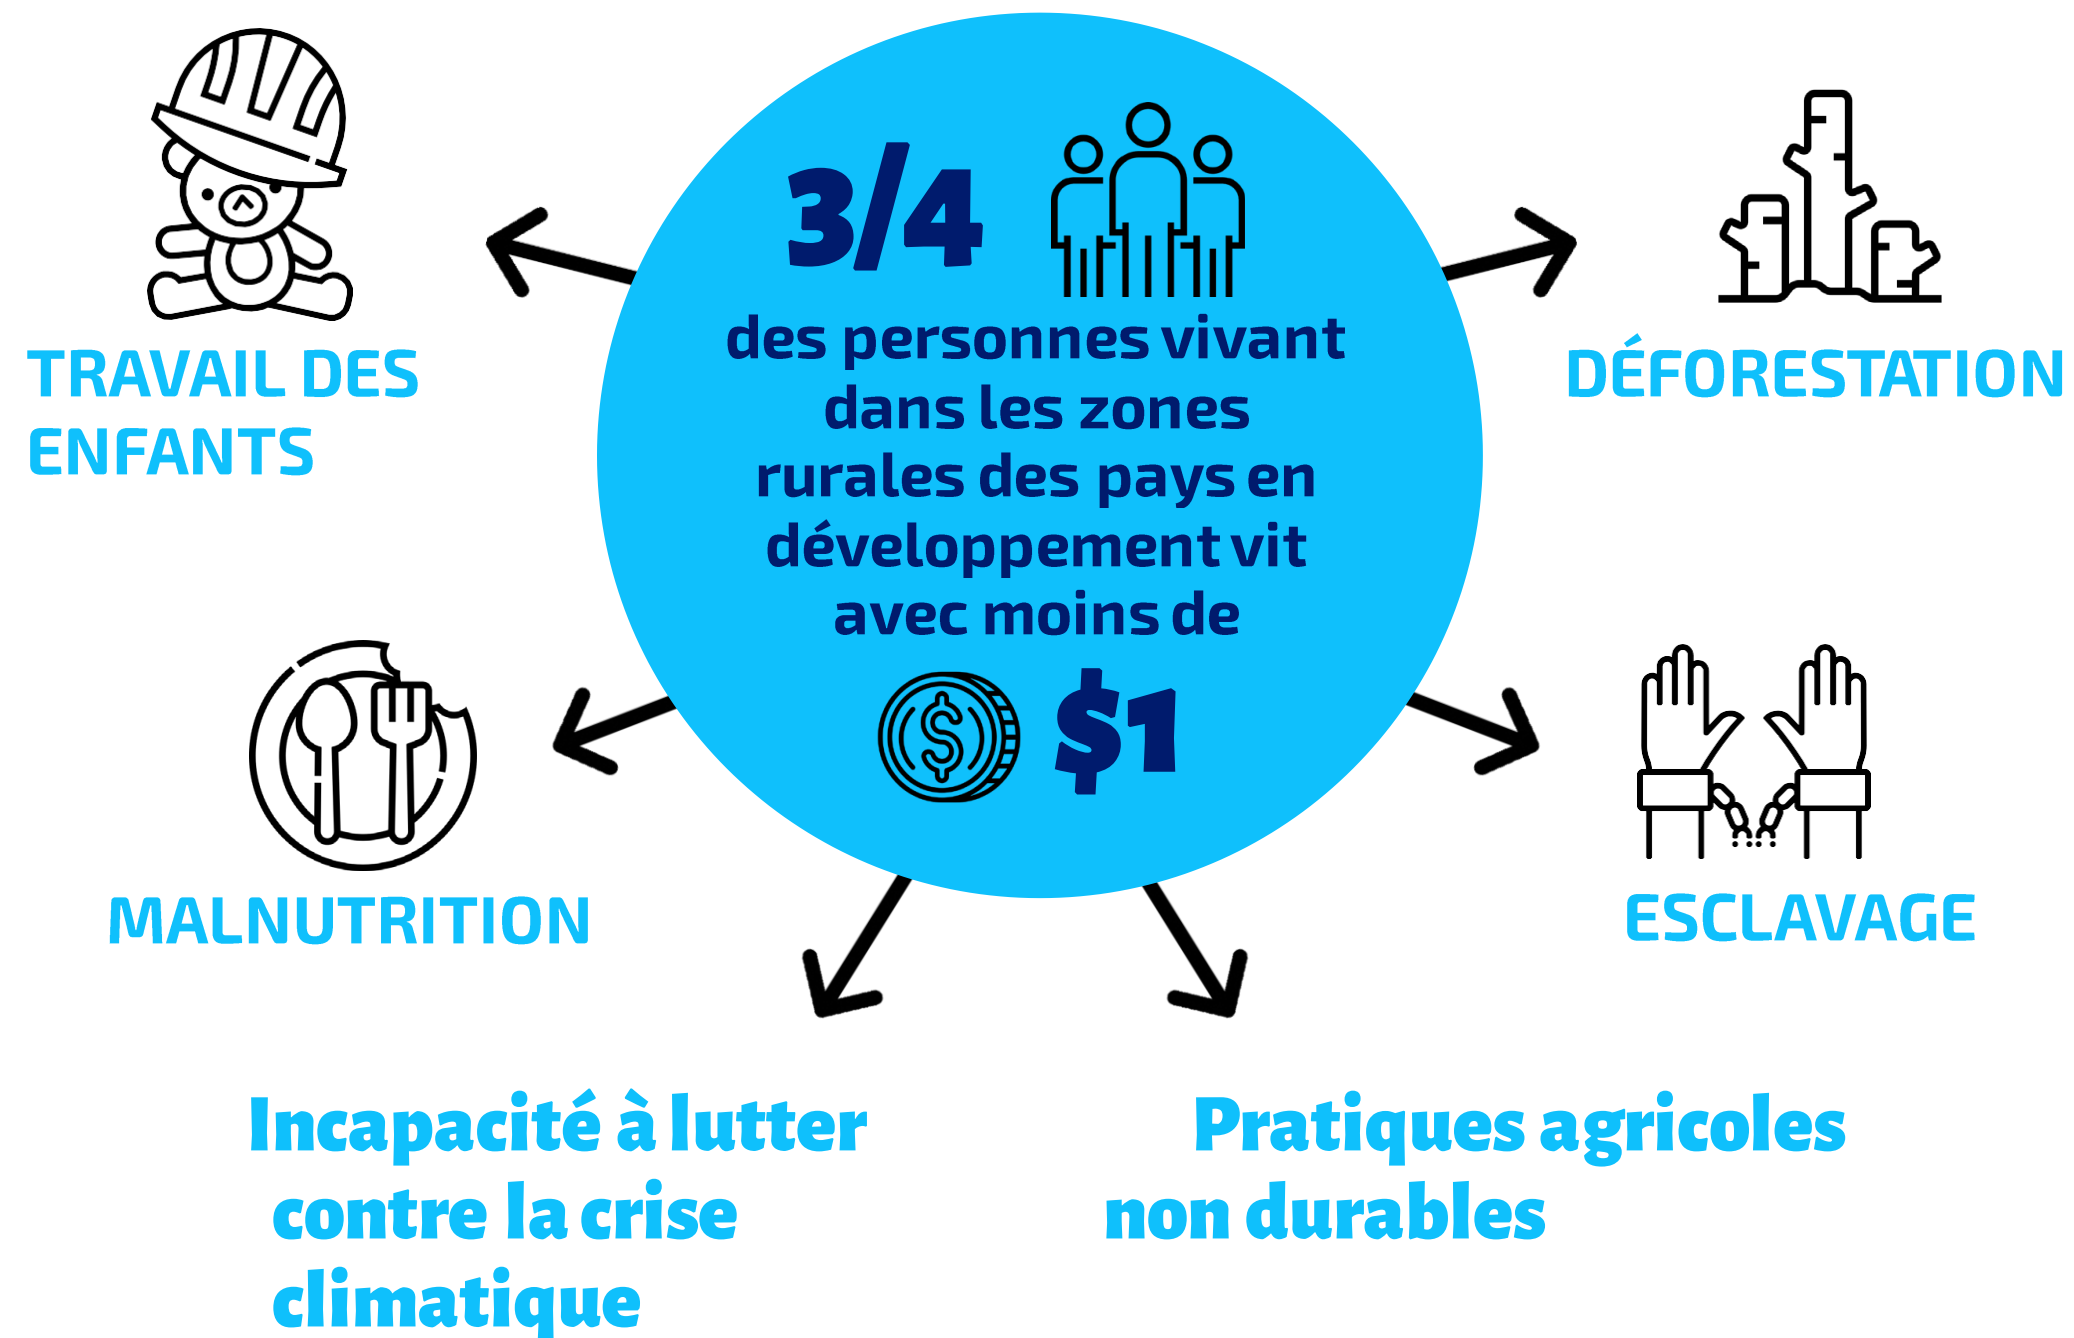 3/4
des personnes vivant
dans les zones
rurales des pays en
développement vit
avec moins de
$1
TRAVAIL DES
ENFANTS
DÉFORESTATION
MALNUTRITION
ESCLAVAGE
Incapacité à lutter
contre la crise
climatique
Pratiques agricoles
non durables